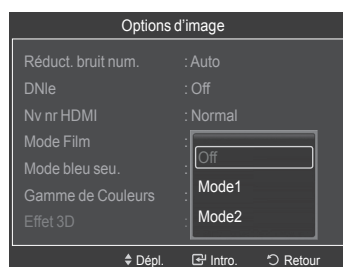 Options d'image
Réduct. bruit num. : Auto
DNIe : Off
Nv nr HDMI : Normal
Mode Film :
Off
Mode bleu seu. :
Mode1
Gamme de Couleurs :
Mode2
Effet 3D :
Dépl. Intro. Retour